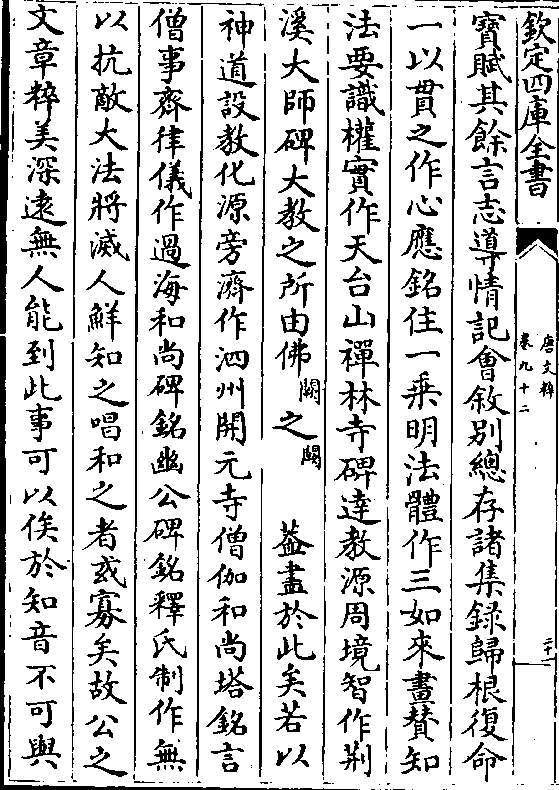 欽定四庫全書
唐文粹
卷九十二
二十一
寶賦其餘言志導情記會敘别總存諸集錄歸根復命
一以貫之作心應銘住一乘明法體作三如來畫賛知
法要識權實作天台山禪林寺碑達教源周境智作荆
溪大師碑大教之所由佛闕之闕葢盡於此矣若以
神道設教化源旁濟作泗州開元寺僧伽和尚塔銘言
僧事齊律儀作過海和尚碑銘幽公碑銘釋氏制作無
以抗敵大法將滅人鮮知之唱和之者或寡矣故公之
文章粹美深逺無人能到此事可以俟於知音不可與